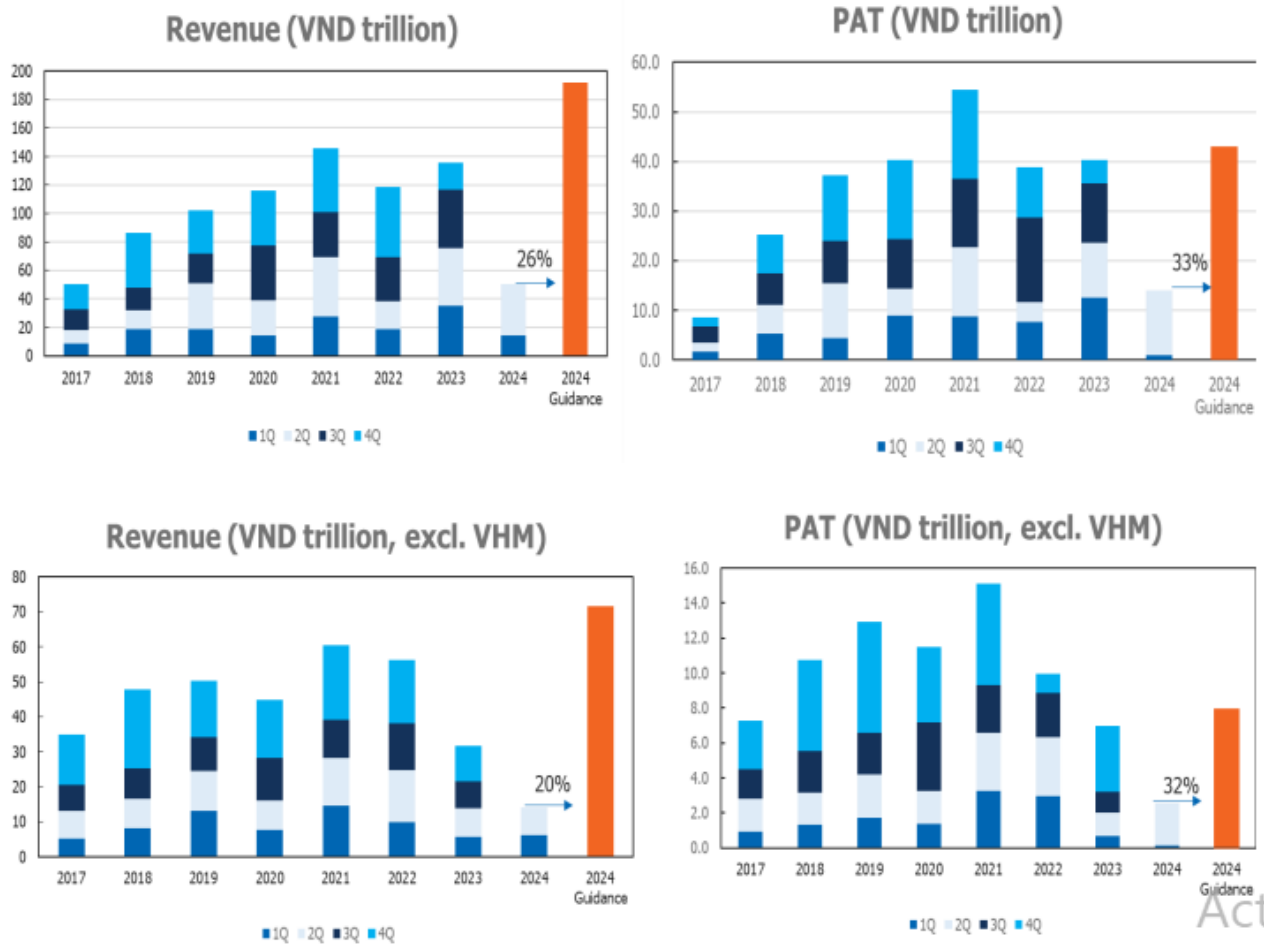 Revenue (VND trillion)
200
180
160
140
120
100
80
60
40
20
0
26%
2017 2018 2019 2020 2021 2022 2023 2024 2024
Guidance
1Q 2Q 3Q 4Q
PAT (VND trillion)
60.0
50.0
40.0
30.0
20.0
10.0
0.0
33%
2017 2018 2019 2020 2021 2022 2023 2024 2024
Guidance
1Q 2Q 3Q 4Q
Revenue (VND trillion, excl. VHM)
80
70
60
50
40
30
20
10
0
20%
2017 2018 2019 2020 2021 2022 2023 2024 2024
Guidance
1Q 2Q 3Q 4Q
PAT (VND trillion, excl. VHM)
16.0
14.0
12.0
10.0
8.0
6.0
4.0
2.0
0.0
32%
2017 2018 2019 2020 2021 2022 2023 2024 2024
Guidance
1Q 2Q 3Q 4Q